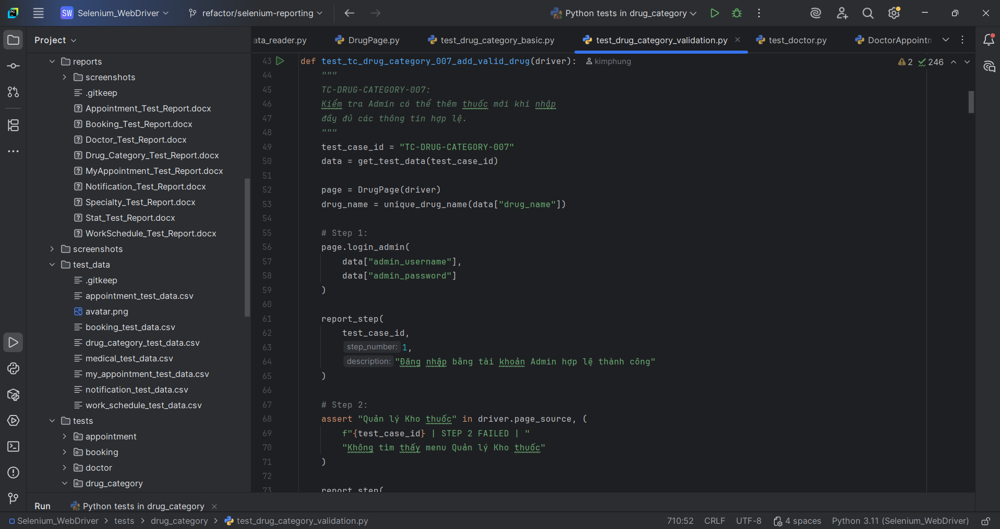 SW Selenium_WebDriver refactor/selenium-reporting Python tests in drug_category
Project
ata_reader.py DrugPage.py test_drug_category_basic.py test_drug_category_validation.py test_doctor.py DoctorAppointm
reports
screenshots
.gitkeep
Appointment_Test_Report.docx
Booking_Test_Report.docx
Doctor_Test_Report.docx
Drug_Category_Test_Report.docx
MyAppointment_Test_Report.docx
Notification_Test_Report.docx
Specialty_Test_Report.docx
Stat_Test_Report.docx
WorkSchedule_Test_Report.docx
screenshots
test_data
.gitkeep
appointment_test_data.csv
avatar.png
booking_test_data.csv
drug_category_test_data.csv
medical_test_data.csv
my_appointment_test_data.csv
notification_test_data.csv
work_schedule_test_data.csv
tests
appointment
booking
doctor
drug_category
43 def test_tc_drug_category_007_add_valid_drug(driver): kimphung
2 246
44 """
45 TC-DRUG-CATEGORY-007:
46 Kiểm tra Admin có thể thêm thuốc mới khi nhập
47 đầy đủ các thông tin hợp lệ.
48 """
49 test_case_id = "TC-DRUG-CATEGORY-007"
50 data = get_test_data(test_case_id)
51
52 page = DrugPage(driver)
53 drug_name = unique_drug_name(data["drug_name"])
54
55 # Step 1:
56 page.login_admin(
57 data["admin_username"],
58 data["admin_password"]
59 )
60
61 report_step(
62 test_case_id,
63 step_number: 1,
64 description: "Đăng nhập bằng tài khoản Admin hợp lệ thành công"
65 )
66
67 # Step 2:
68 assert "Quản lý Kho thuốc" in driver.page_source, (
69 f"{test_case_id} | STEP 2 FAILED | "
70 "Không tìm thấy menu Quản lý Kho thuốc"
71 )
72
73 report_step(
Run Python tests in drug_category
Selenium_WebDriver > tests > drug_category > test_drug_category_validation.py
710:52 CRLF UTF-8 4 spaces Python 3.11 (Selenium_WebDriver)